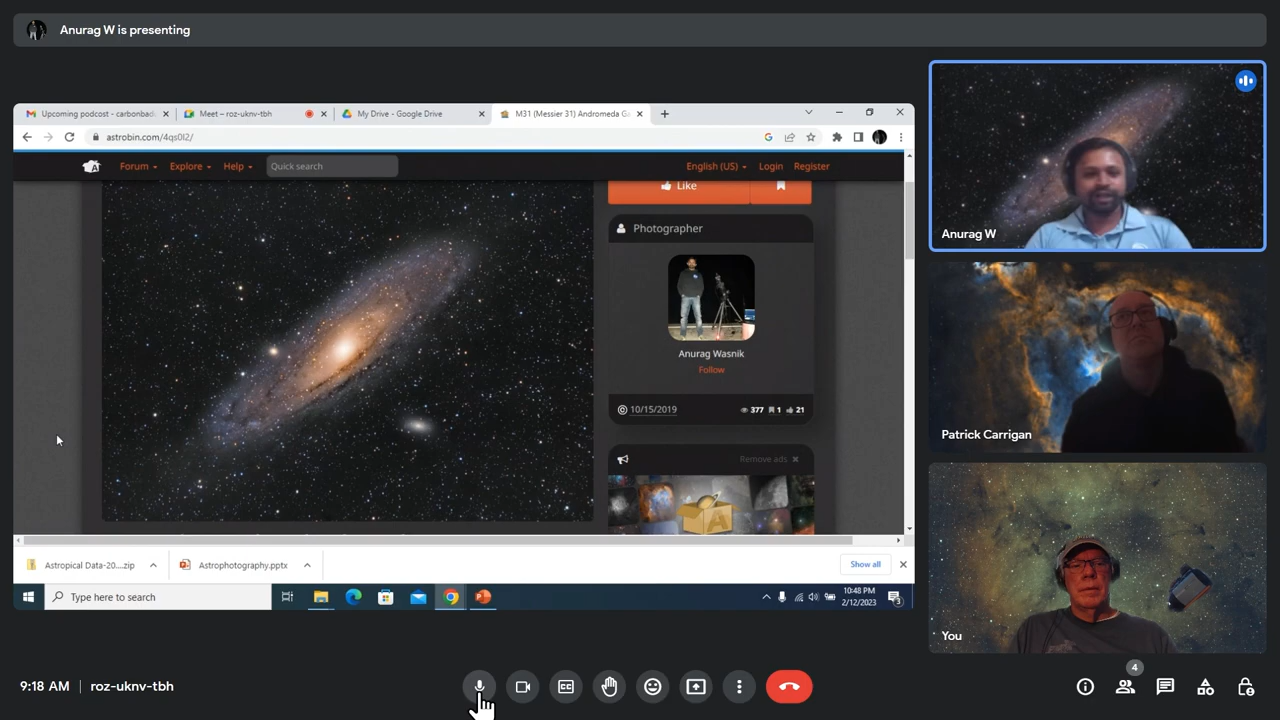 Anurag W is presenting
Upcoming podcast - carbonbad
Meet – roz-uknv-tbh
My Drive - Google Drive
M31 (Messier 31) Andromeda Ga
astrobin.com/4qs0l2/
Forum
Explore
Help
Quick search
English (US)
Login
Register
Like
Photographer
Anurag Wasnik
Follow
10/15/2019
377
1
21
Remove ads
Astropical Data-20....zip
Astrophotography.pptx
Show all
Type here to search
10:48 PM
2/12/2023
3
Anurag W
Patrick Carrigan
You
9:18 AM
roz-uknv-tbh
4